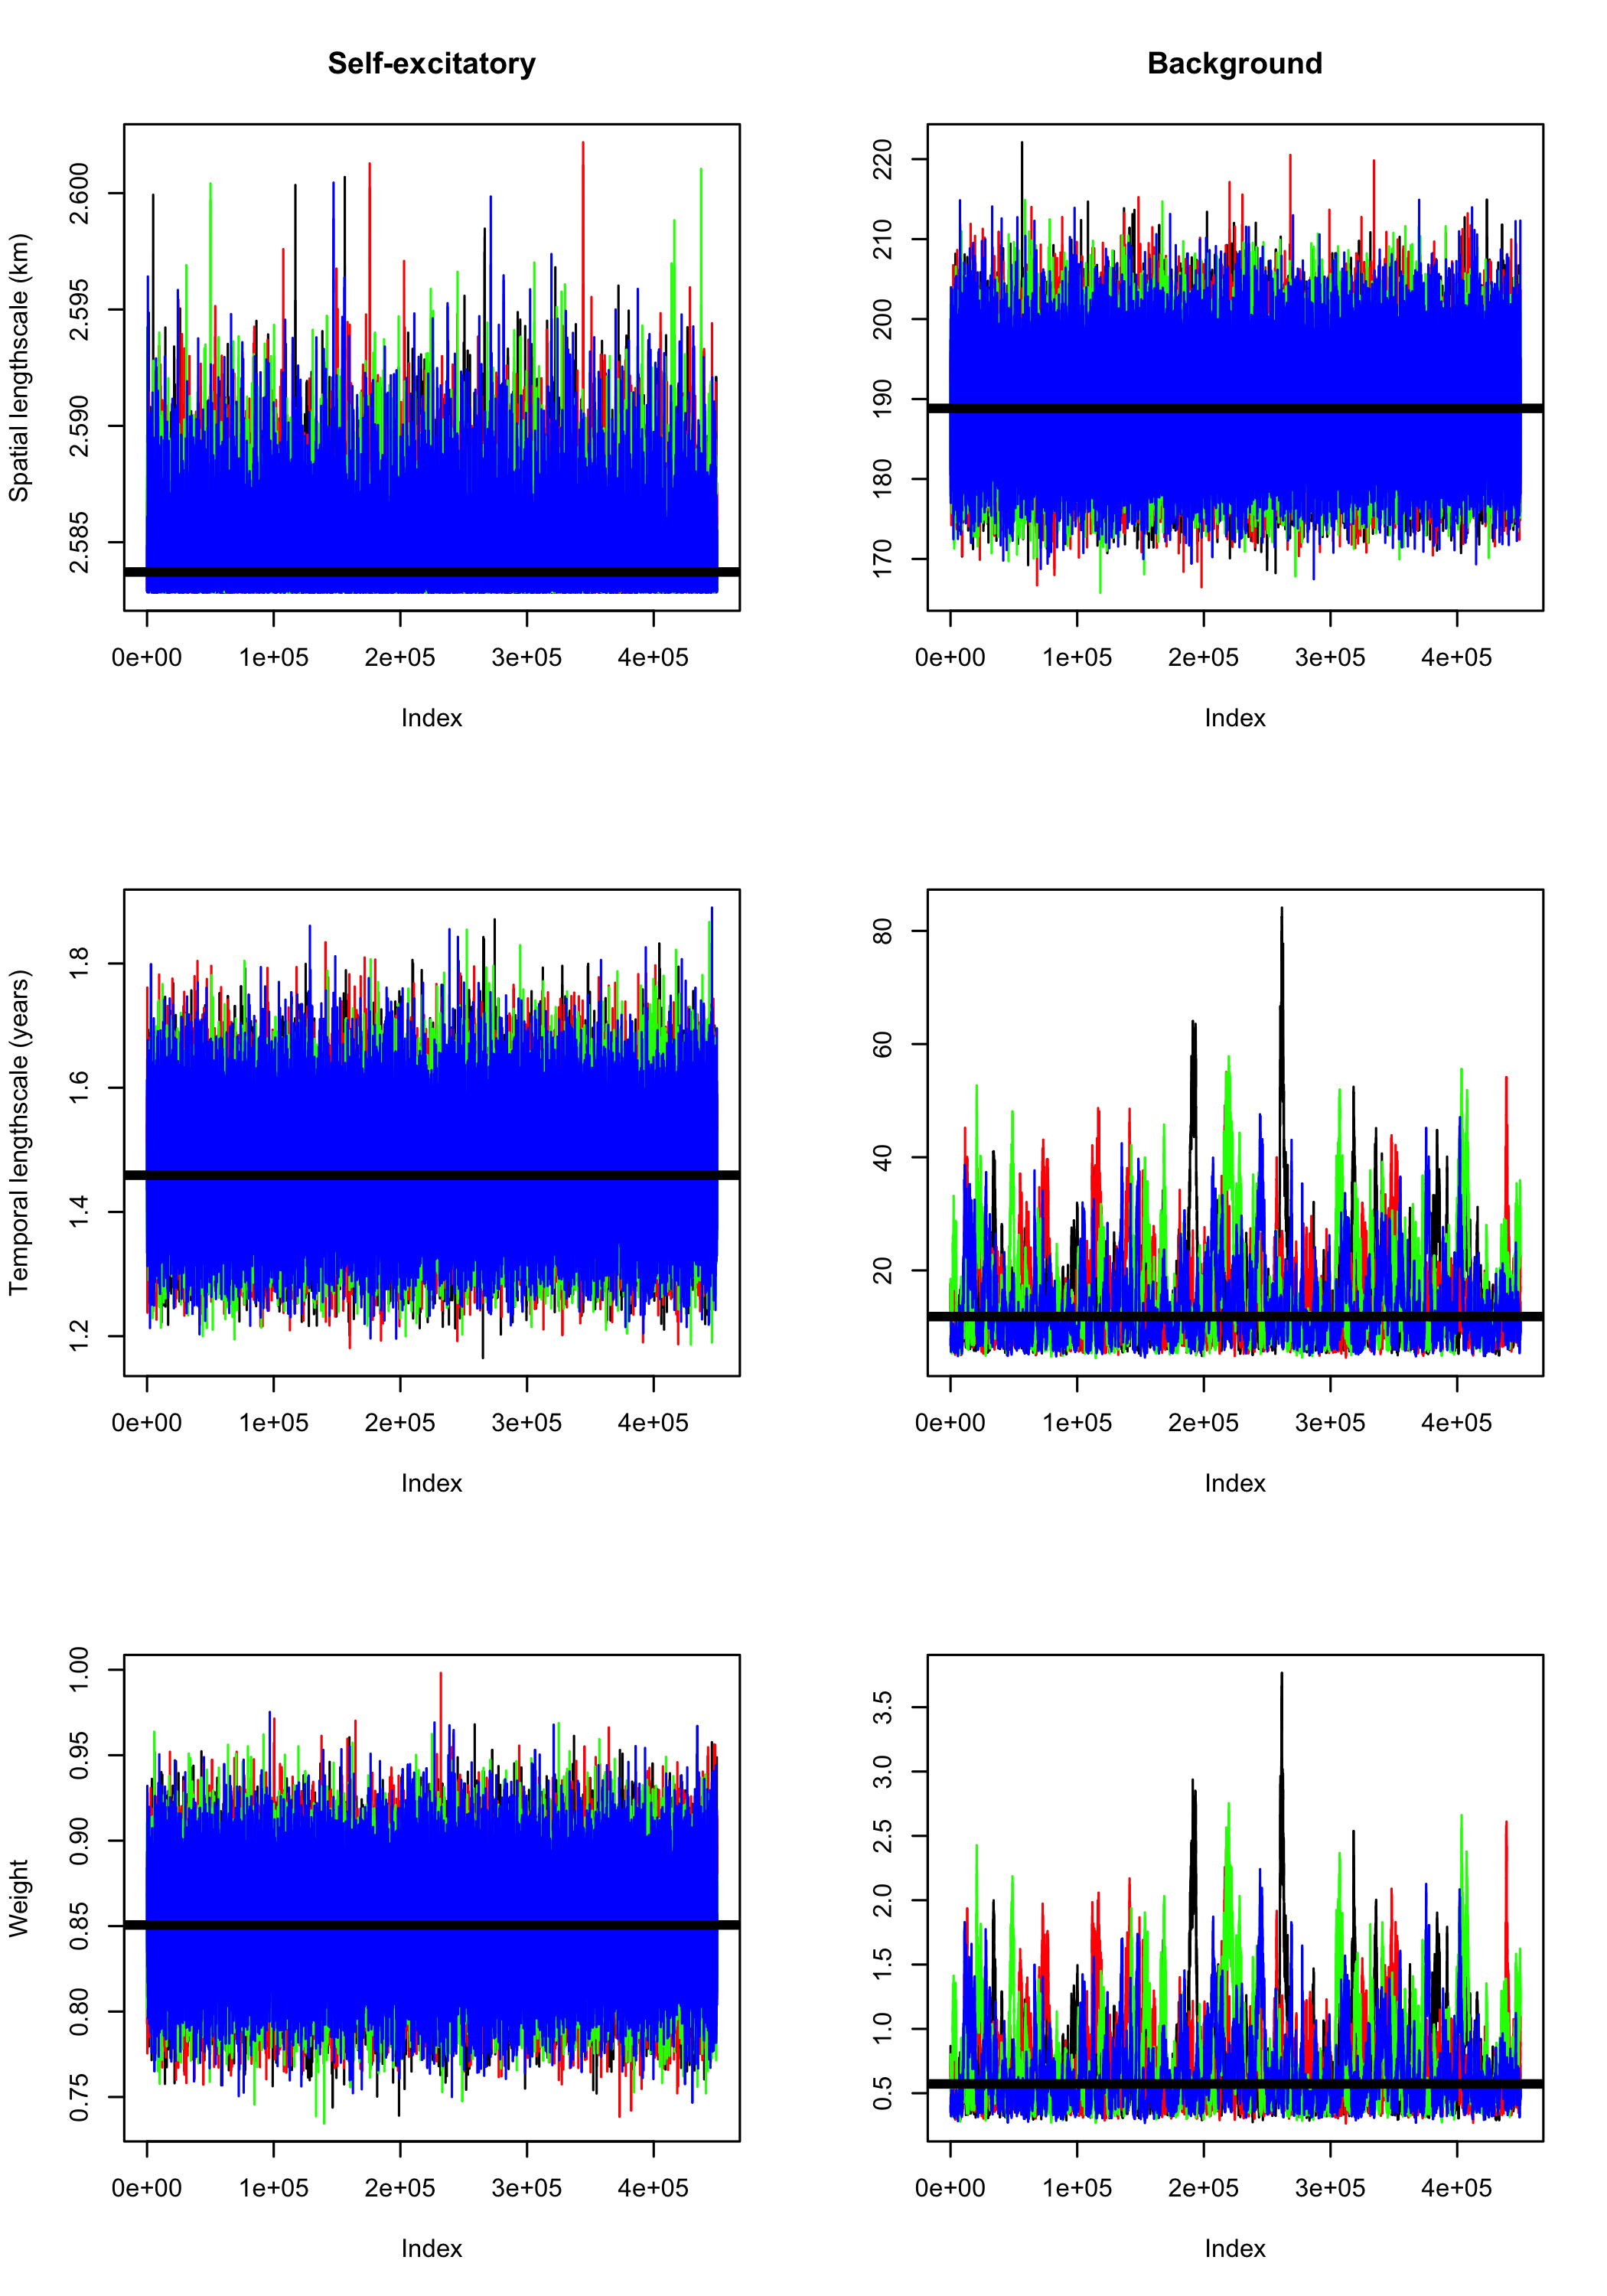 Self-excitatory
Background
Spatial lengthscale (km)
2.600
2.595
2.590
2.585
0e+00 1e+05 2e+05 3e+05 4e+05
Index
220
210
200
190
180
170
0e+00 1e+05 2e+05 3e+05 4e+05
Index
Temporal lengthscale (years)
1.8
1.6
1.4
1.2
0e+00 1e+05 2e+05 3e+05 4e+05
Index
80
60
40
20
0e+00 1e+05 2e+05 3e+05 4e+05
Index
Weight
1.00
0.95
0.90
0.85
0.80
0.75
0e+00 1e+05 2e+05 3e+05 4e+05
Index
3.5
3.0
2.5
2.0
1.5
1.0
0.5
0e+00 1e+05 2e+05 3e+05 4e+05
Index